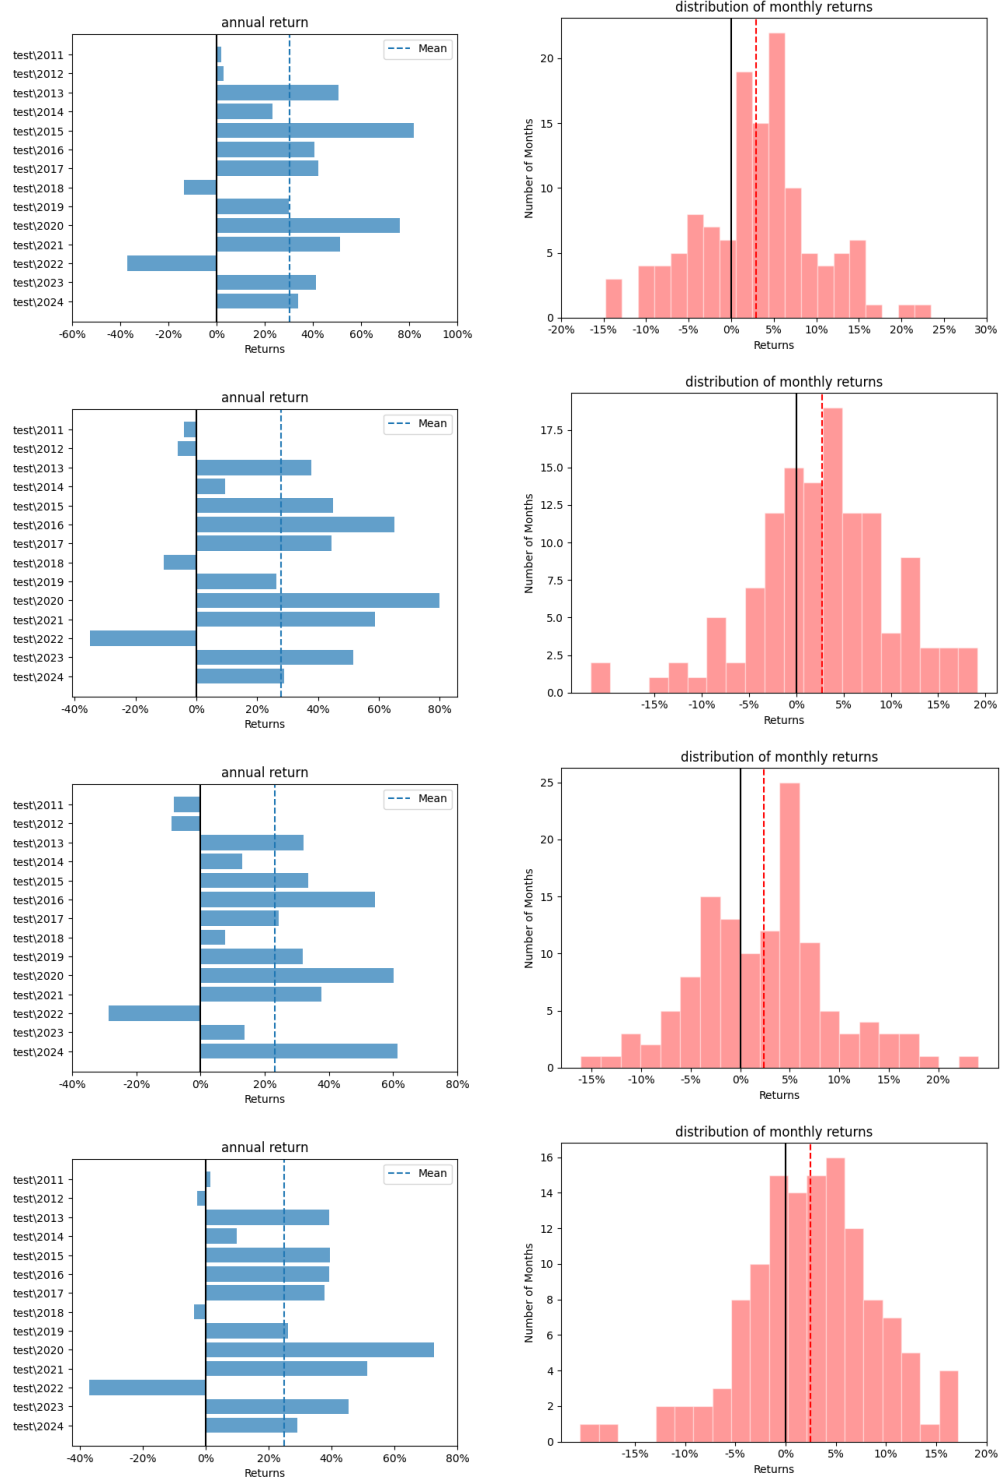 annual return
test\2011
test\2012
test\2013
test\2014
test\2015
test\2016
test\2017
test\2018
test\2019
test\2020
test\2021
test\2022
test\2023
test\2024
Mean
-60% -40% -20% 0% 20% 40% 60% 80% 100%
Returns
distribution of monthly returns
Number of Months
20
15
10
5
0
-20% -15% -10% -5% 0% 5% 10% 15% 20% 25% 30%
Returns
annual return
test\2011
test\2012
test\2013
test\2014
test\2015
test\2016
test\2017
test\2018
test\2019
test\2020
test\2021
test\2022
test\2023
test\2024
Mean
-40% -20% 0% 20% 40% 60% 80%
Returns
distribution of monthly returns
Number of Months
17.5
15.0
12.5
10.0
7.5
5.0
2.5
0.0
-15% -10% -5% 0% 5% 10% 15% 20%
Returns
annual return
test\2011
test\2012
test\2013
test\2014
test\2015
test\2016
test\2017
test\2018
test\2019
test\2020
test\2021
test\2022
test\2023
test\2024
Mean
-40% -20% 0% 20% 40% 60% 80%
Returns
distribution of monthly returns
Number of Months
25
20
15
10
5
0
-15% -10% -5% 0% 5% 10% 15% 20%
Returns
annual return
test\2011
test\2012
test\2013
test\2014
test\2015
test\2016
test\2017
test\2018
test\2019
test\2020
test\2021
test\2022
test\2023
test\2024
Mean
-40% -20% 0% 20% 40% 60% 80%
Returns
distribution of monthly returns
Number of Months
16
14
12
10
8
6
4
2
0
-15% -10% -5% 0% 5% 10% 15% 20%
Returns